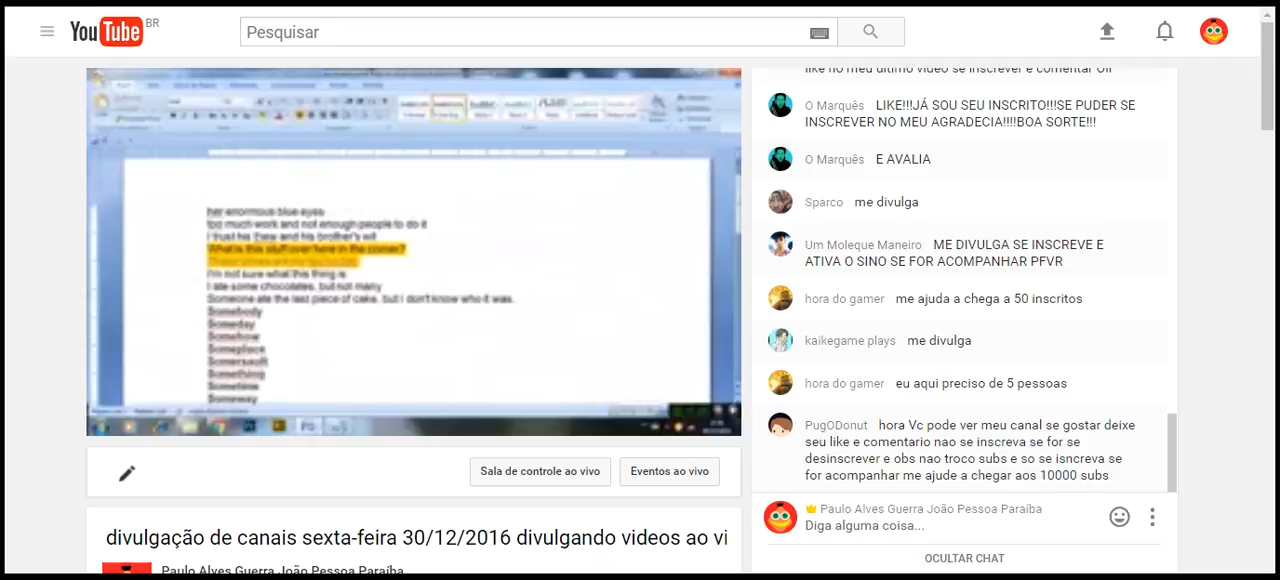 YouTube BR
Pesquisar
her enormous blue eyes
too much work and not enough people to do it
I trust his thew and his brother's will
What is this stuff over here in the corner?
I'm not sure what this thing is
I ate some chocolates, but not many
Someone ate the last piece of cake, but I don't know who it was.
Somebody
Someday
Somehow
Someplace
Somersault
Something
Sometime
Someway
Sala de controle ao vivo
Eventos ao vivo
divulgação de canais sexta-feira 30/12/2016 divulgando videos ao vi
Paulo Alves Guerra João Pessoa Paraíba
like no meu ultimo video se inscrever e comentar Oii
O Marquês LIKE!!!JÁ SOU SEU INSCRITO!!!SE PUDER SE
INSCREVER NO MEU AGRADECIA!!!!BOA SORTE!!!
O Marquês E AVALIA
Sparco me divulga
Um Moleque Maneiro ME DIVULGA SE INSCREVE E
ATIVA O SINO SE FOR ACOMPANHAR PFVR
hora do gamer me ajuda a chega a 50 inscritos
kaikegame plays me divulga
hora do gamer eu aqui preciso de 5 pessoas
PugODonut hora Vc pode ver meu canal se gostar deixe
seu like e comentario nao se inscreva se for se
desinscrever e obs nao troco subs e so se isncreva se
for acompanhar me ajude a chegar aos 10000 subs
Paulo Alves Guerra João Pessoa Paraíba
Diga alguma coisa...
OCULTAR CHAT